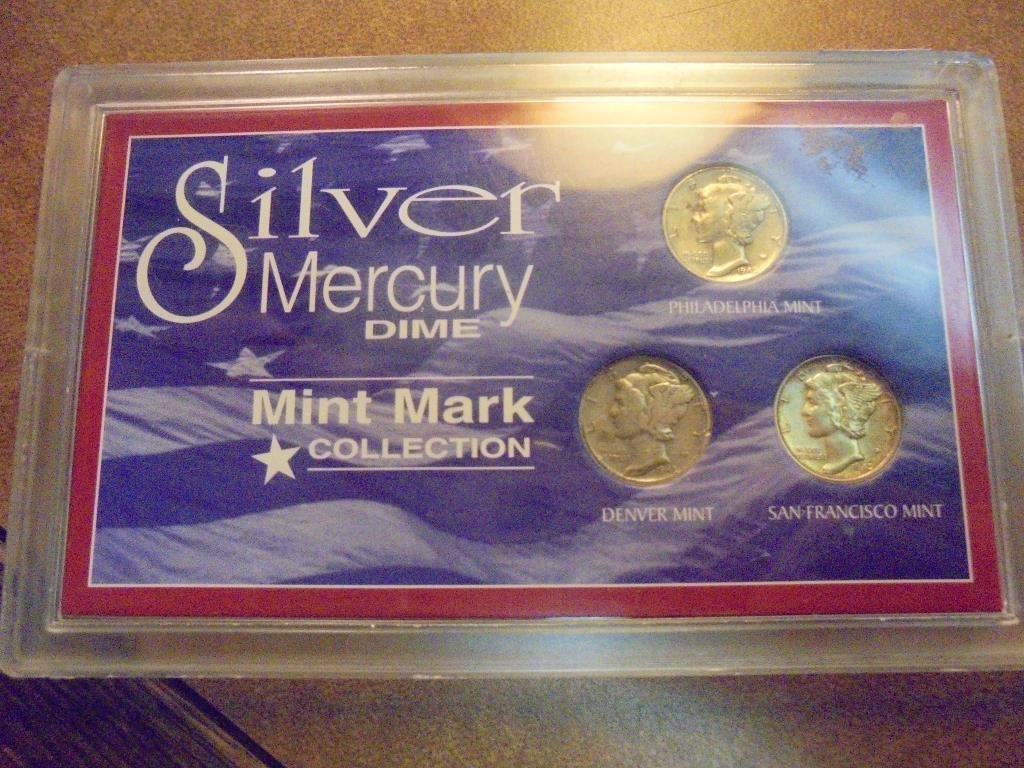 Silver
Mercury
DIME
Mint Mark
COLLECTION
PHILADELPHIA MINT
DENVER MINT
SAN FRANCISCO MINT